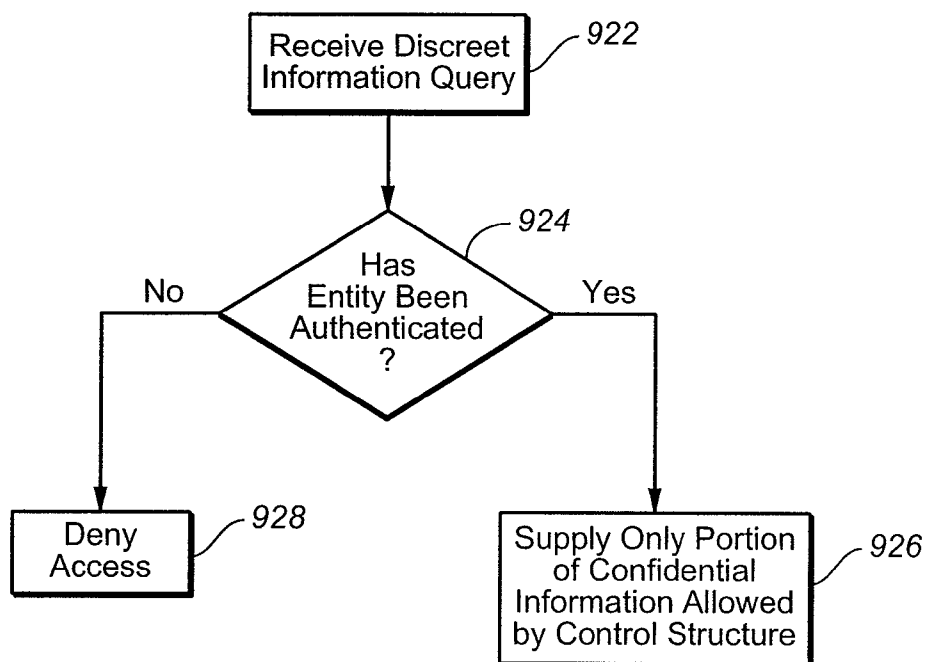 Receive Discreet
Information Query
922
924
Has
Entity Been
Authenticated
?
No
Yes
Deny
Access
928
Supply Only Portion
of Confidential
Information Allowed
by Control Structure
926